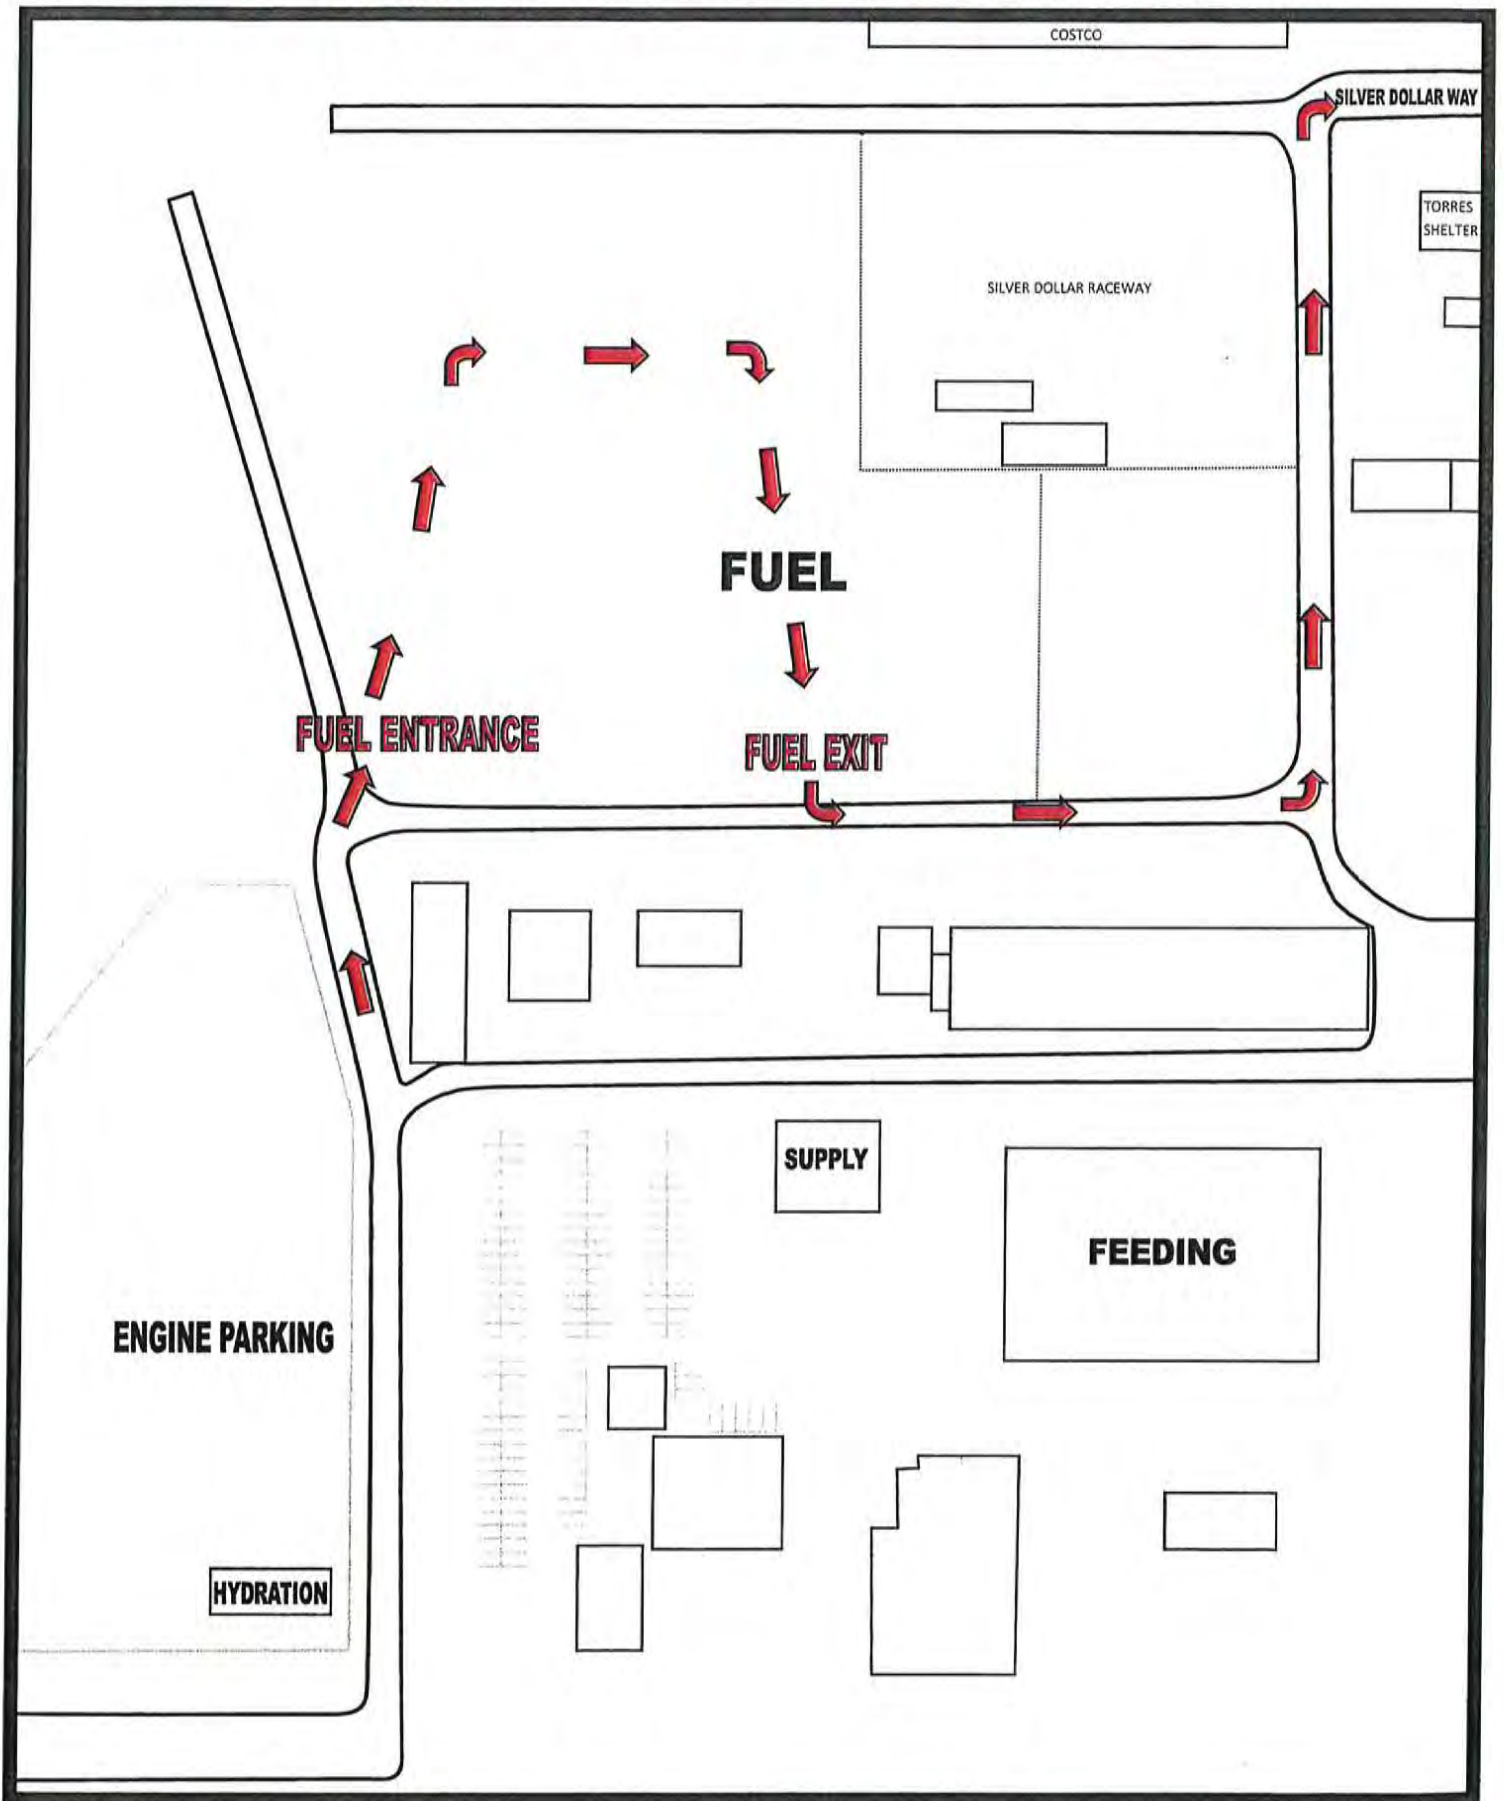 COSTCO
SILVER DOLLAR WAY
TORRES
SHELTER
SILVER DOLLAR RACEWAY
FUEL
FUEL ENTRANCE
FUEL EXIT
SUPPLY
FEEDING
ENGINE PARKING
HYDRATION